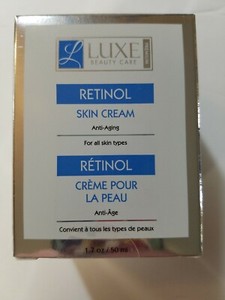 L LUXE
BEAUTY CARE
RETINOL
SKIN CREAM
Anti-Aging
For all skin types
RÉTINOL
CRÈME POUR
LA PEAU
Anti-Âge
Convient à tous les types de peaux